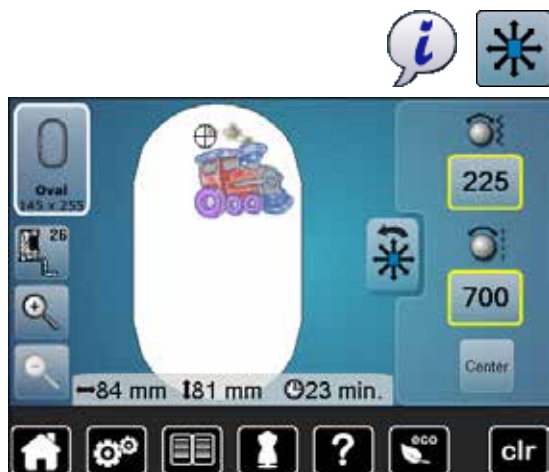 i
Oval
145 x 255
26
225
700
Center
84 mm 81 mm 23 min.
? eco clr